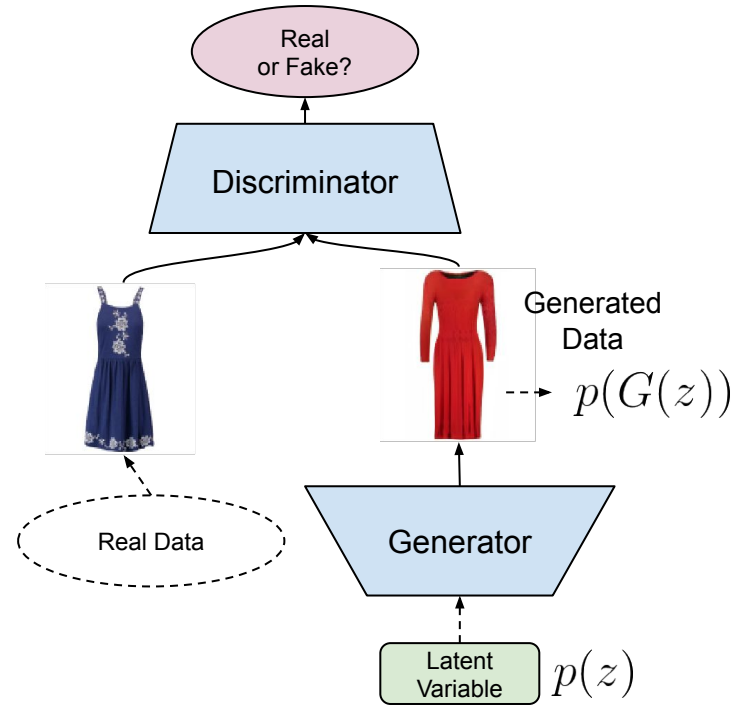 Real
or Fake?
Discriminator
Generated
Data
p(G(z))
Real Data
Generator
Latent
Variable
p(z)